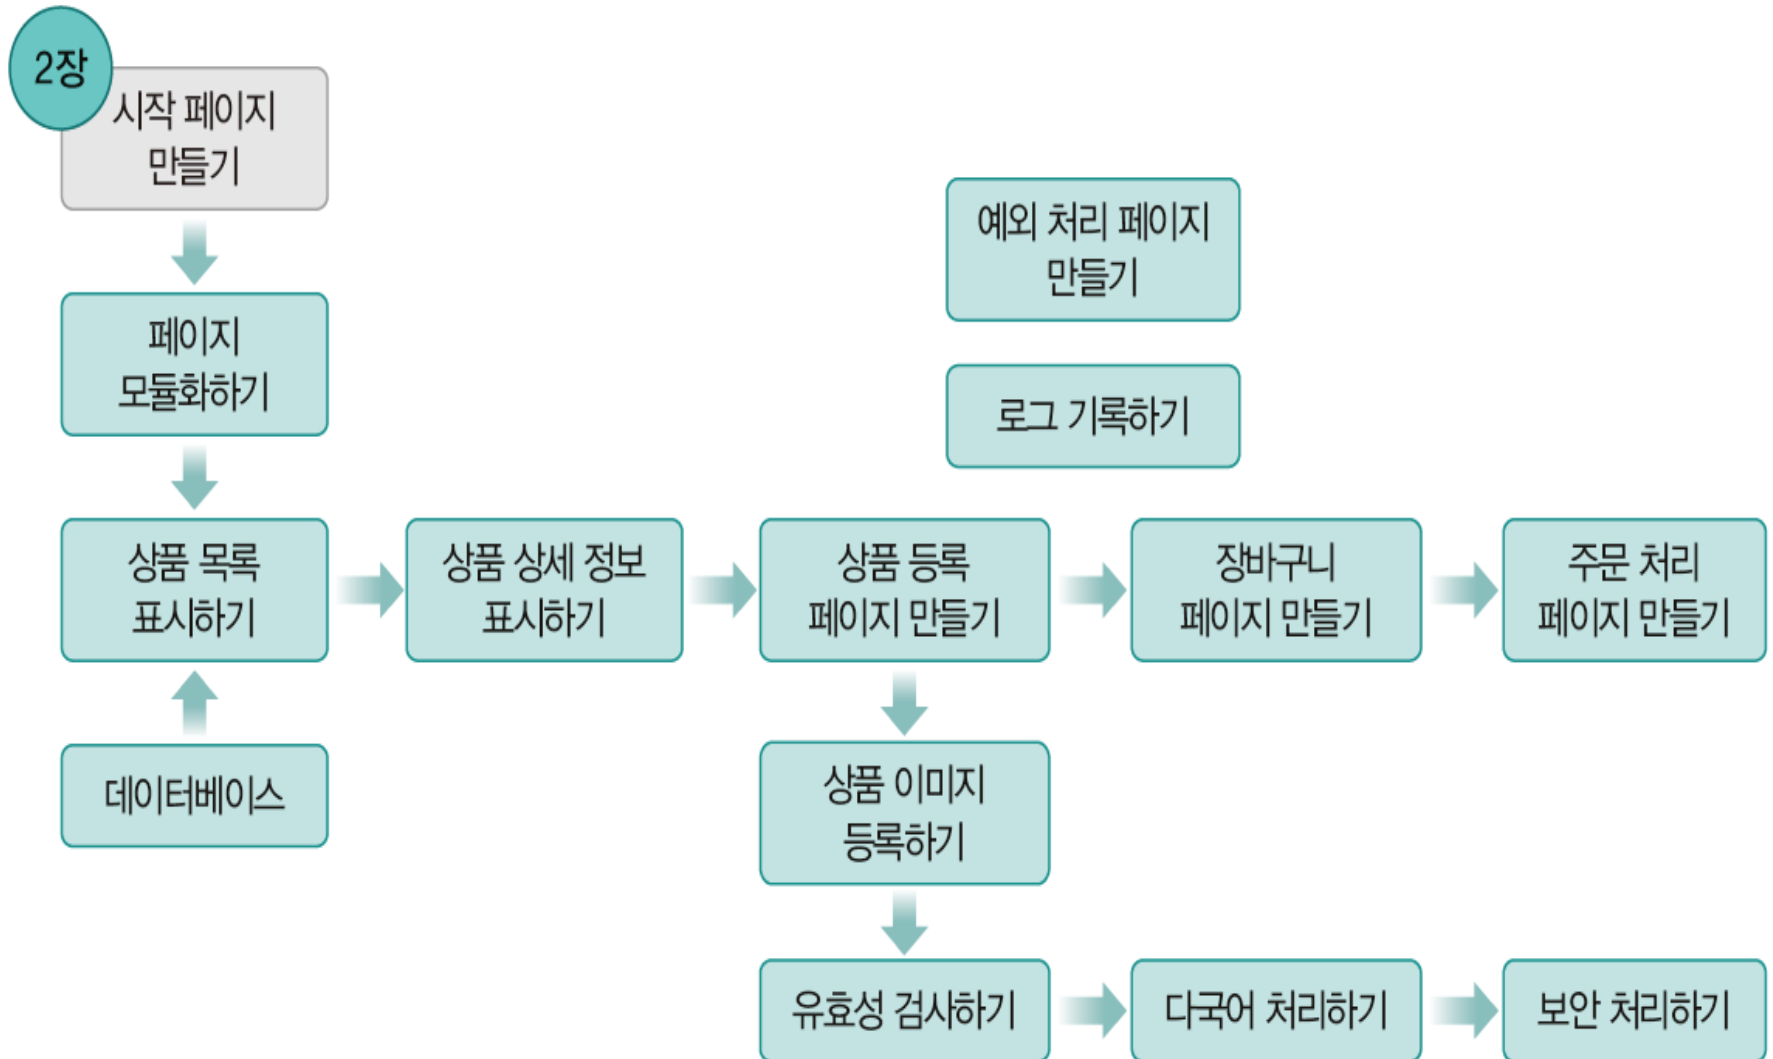 2장
시작 페이지
만들기
예외 처리 페이지
만들기
페이지
모듈화하기
로그 기록하기
상품 목록
표시하기
상품 상세 정보
표시하기
상품 등록
페이지 만들기
장바구니
페이지 만들기
주문 처리
페이지 만들기
데이터베이스
상품 이미지
등록하기
유효성 검사하기
다국어 처리하기
보안 처리하기